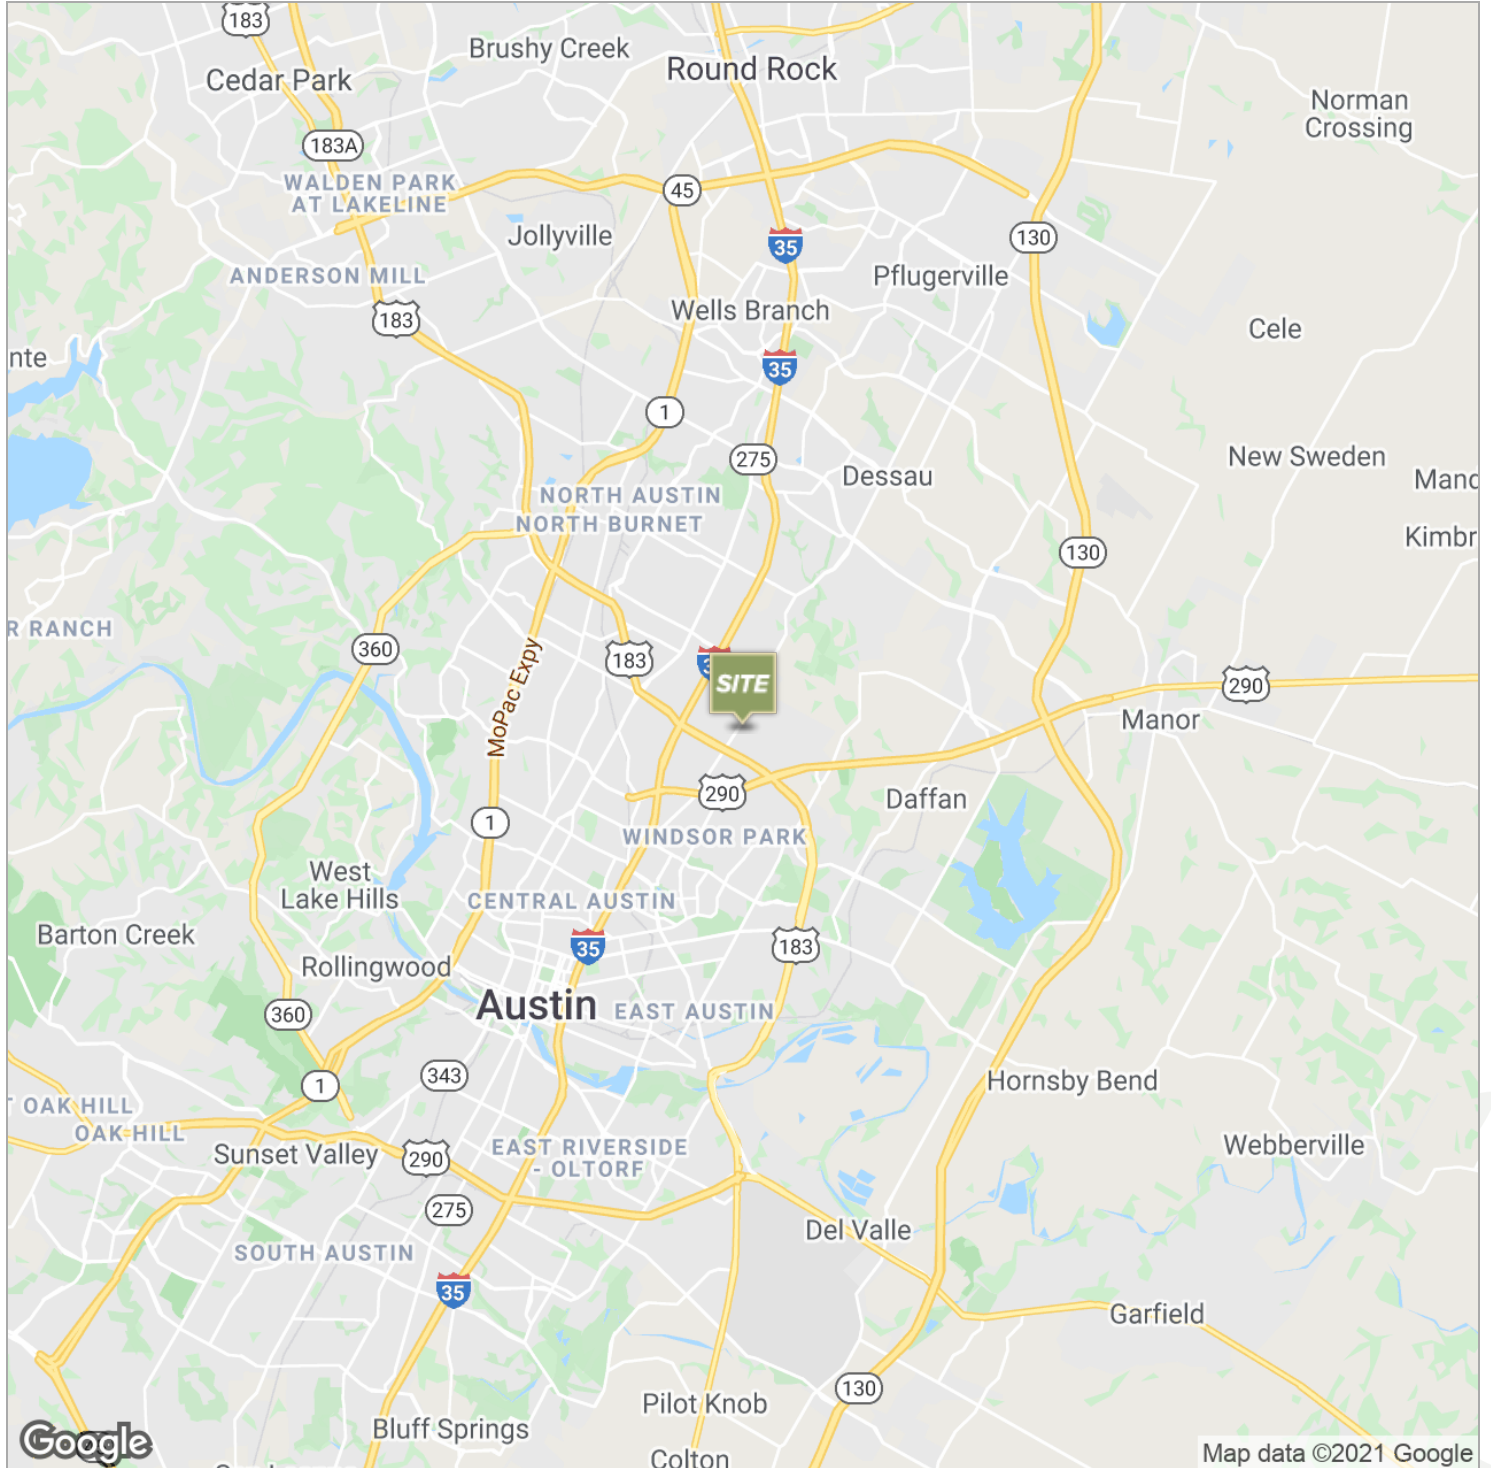 183
Brushy Creek
Round Rock
Cedar Park
Norman
Crossing
183A
WALDEN PARK
AT LAKELINE
45
Jollyville
35
130
ANDERSON MILL
Pflugerville
183
Wells Branch
Cele
nte
35
1
275
New Sweden
Dessau
Mand
NORTH AUSTIN
NORTH BURNET
Kimbr
130
R RANCH
360
183
MoPac Expy
SITE
290
Manor
290
Daffan
1
WINDSOR PARK
West
Lake Hills
CENTRAL AUSTIN
Barton Creek
35
183
Rollingwood
Austin
EAST AUSTIN
360
343
1
Hornsby Bend
T OAK HILL
OAK HILL
Sunset Valley
290
EAST RIVERSIDE
- OLTORF
Webberville
275
Del Valle
SOUTH AUSTIN
35
Garfield
130
Pilot Knob
Bluff Springs
Google
Colton
Map data ©2021 Google